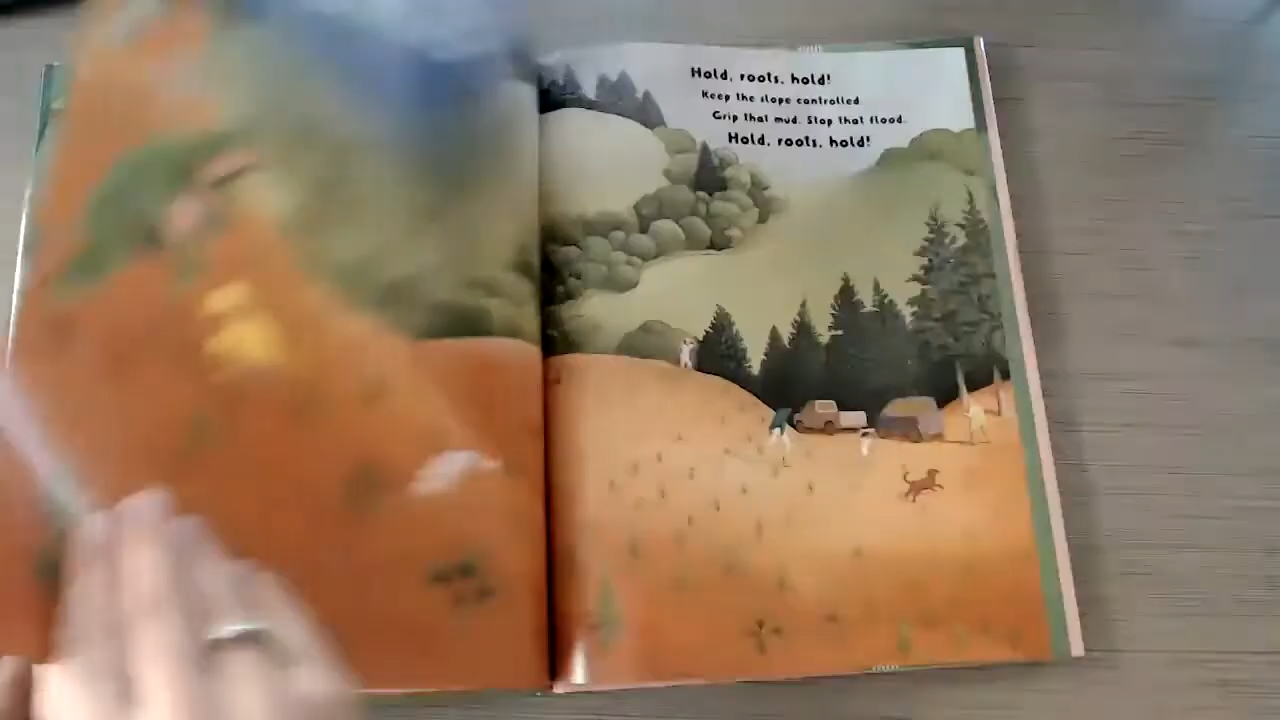 Hold, roots, hold!
Keep the slope controlled
Grip that mud. Stop that flood.
Hold, roots, hold!